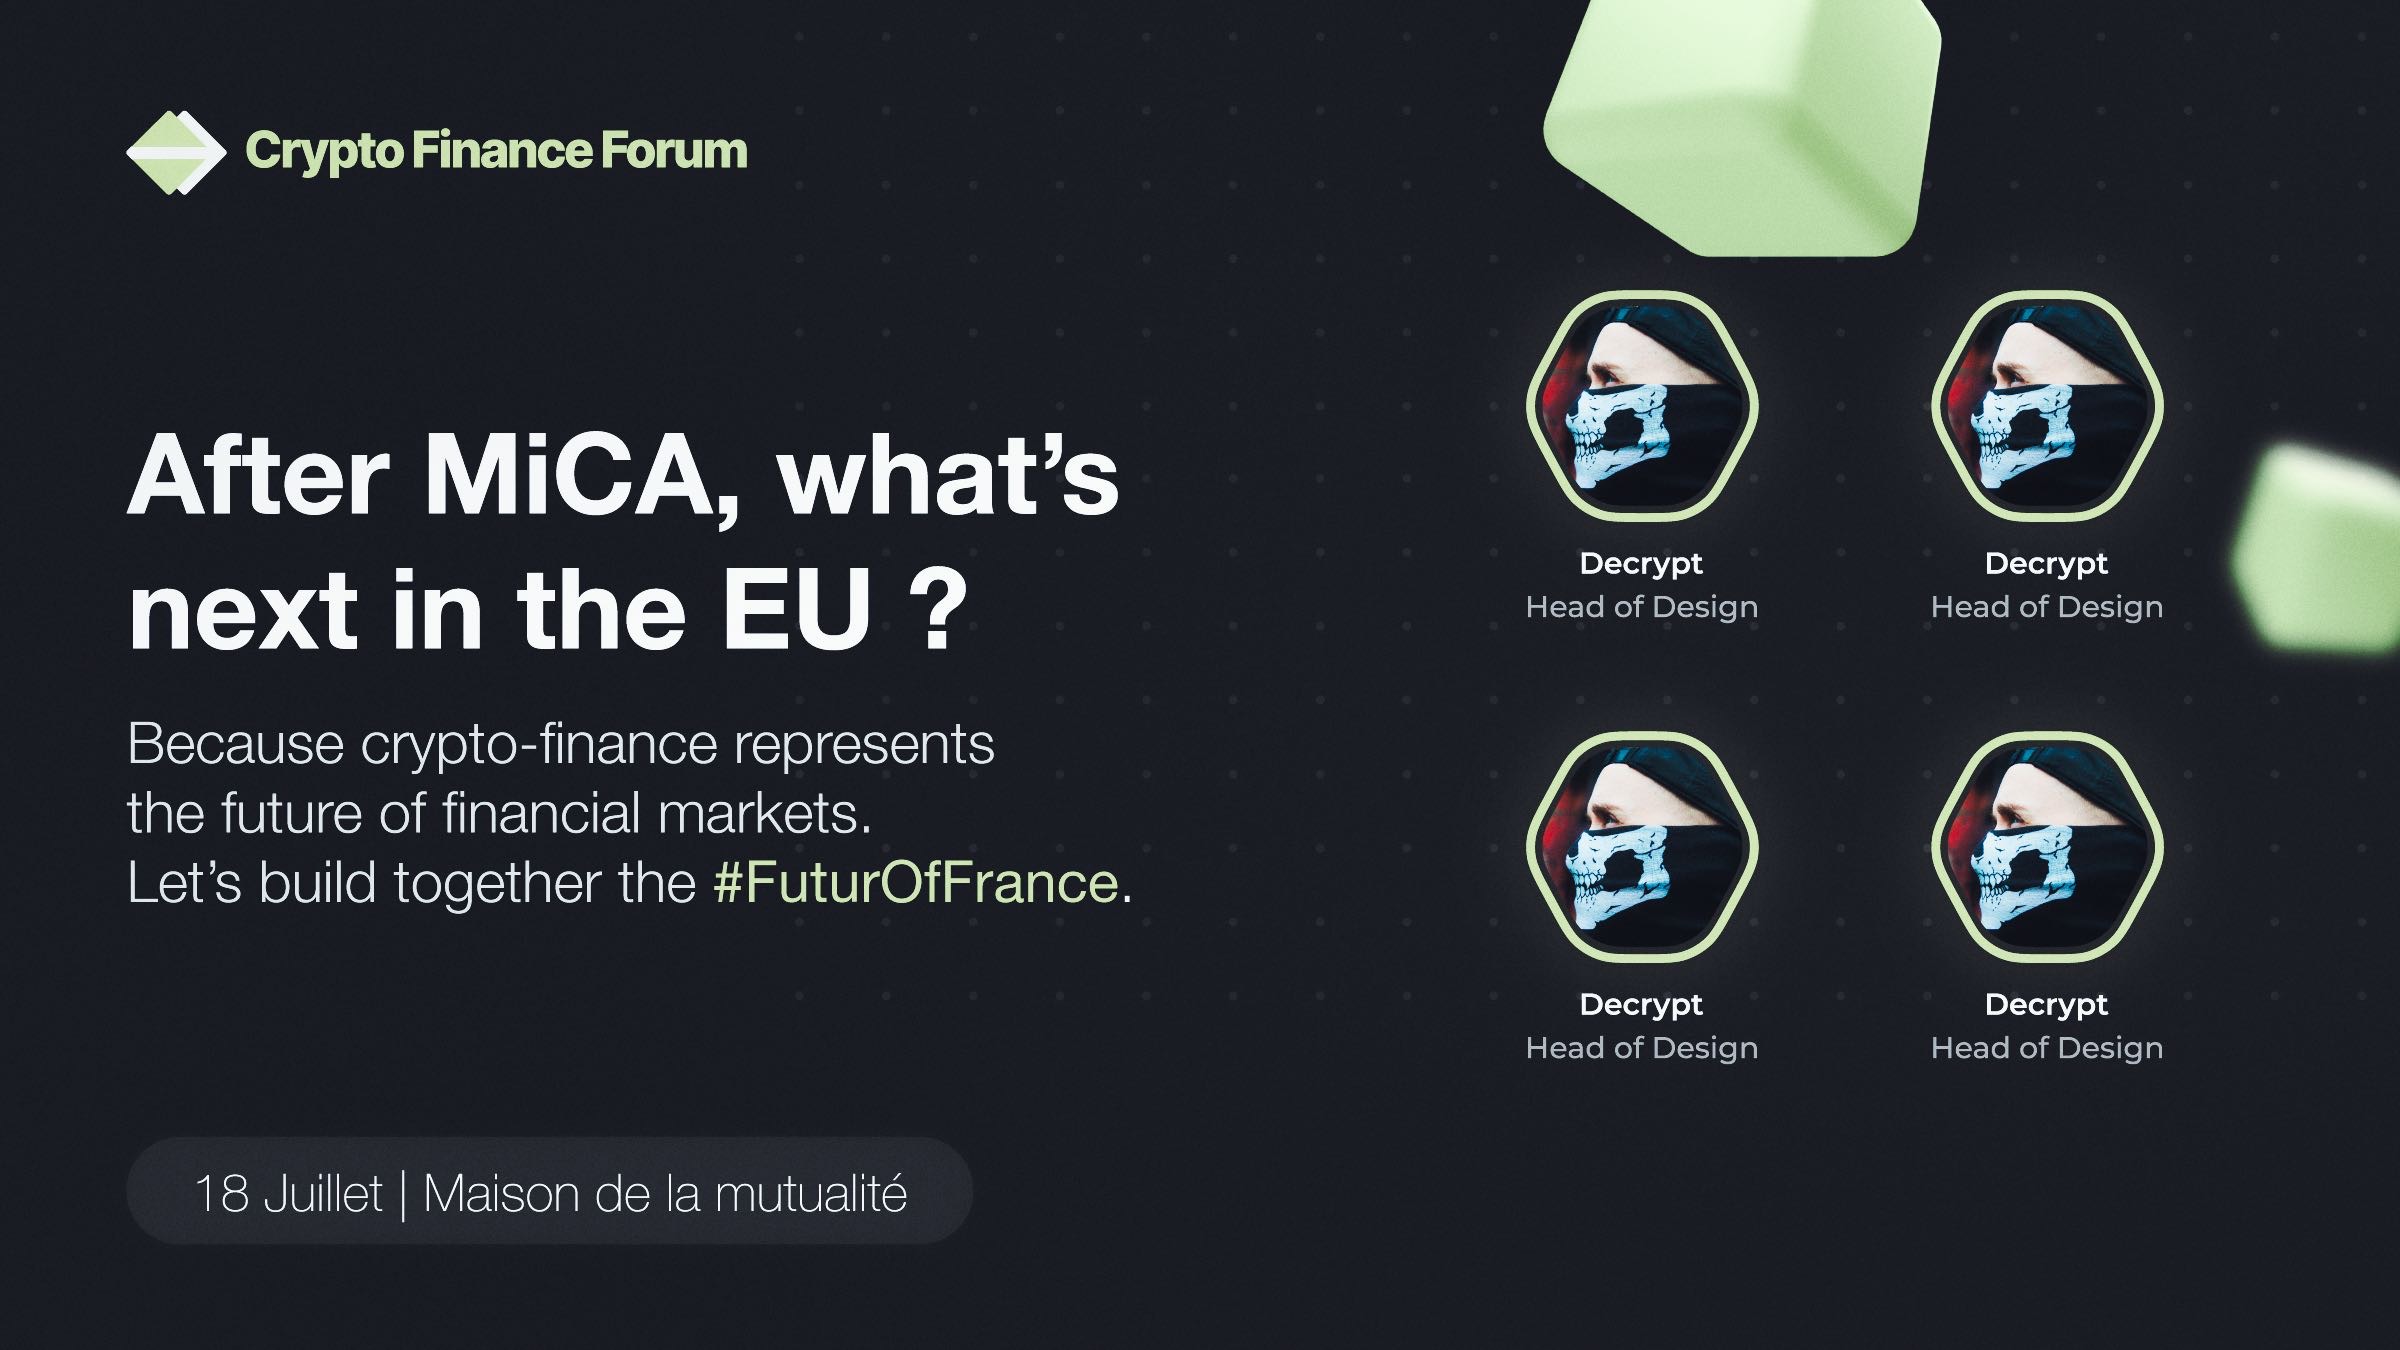 Crypto Finance Forum
After MiCA, what’s
next in the EU ?
Because crypto-finance represents
the future of financial markets.
Let’s build together the #FuturOfFrance.
18 Juillet | Maison de la mutualité
Decrypt
Head of Design
Decrypt
Head of Design
Decrypt
Head of Design
Decrypt
Head of Design